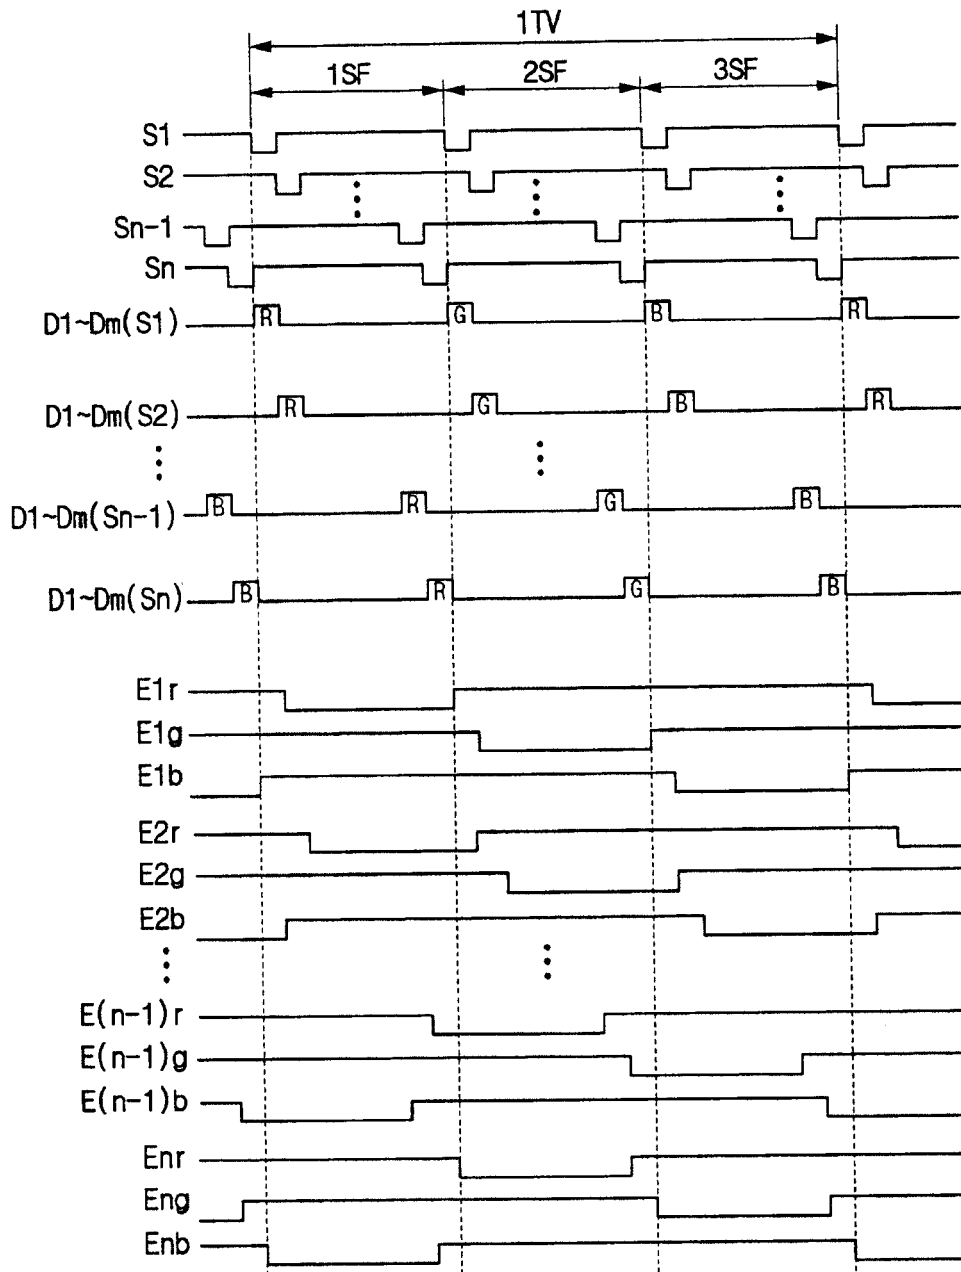 1TV
1SF 2SF 3SF
S1
S2
Sn-1
Sn
D1~Dm(S1) R G B R
D1~Dm(S2) R G B R
D1~Dm(Sn-1) B R G B
D1~Dm(Sn) B R G B
E1r
E1g
E1b
E2r
E2g
E2b
E(n-1)r
E(n-1)g
E(n-1)b
Enr
Eng
Enb